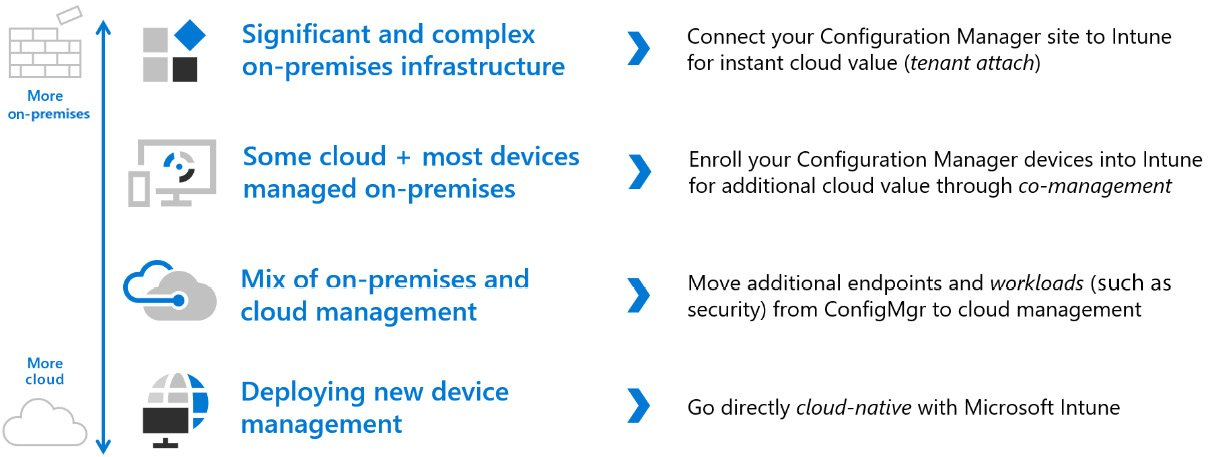 More
on-premises
Significant and complex
on-premises infrastructure
Connect your Configuration Manager site to Intune
for instant cloud value (tenant attach)
Some cloud + most devices
managed on-premises
Enroll your Configuration Manager devices into Intune
for additional cloud value through co-management
Mix of on-premises and
cloud management
Move additional endpoints and workloads (such as
security) from ConfigMgr to cloud management
More
cloud
Deploying new device
management
Go directly cloud-native with Microsoft Intune